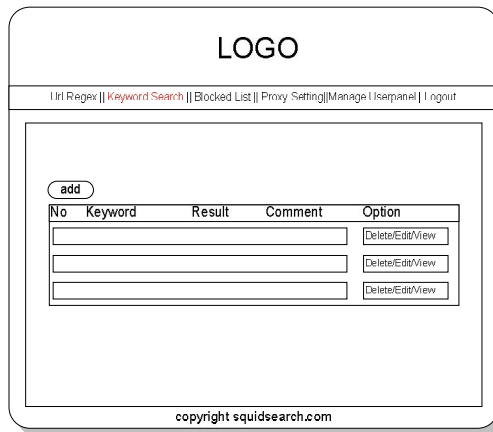 LOGO
Url Regex || Keyword Search || Blocked List || Proxy Setting||Manage Userpanel | Logout
add
No Keyword Result Comment Option
Delete/Edit/View
Delete/Edit/View
Delete/Edit/View
copyright squidsearch.com